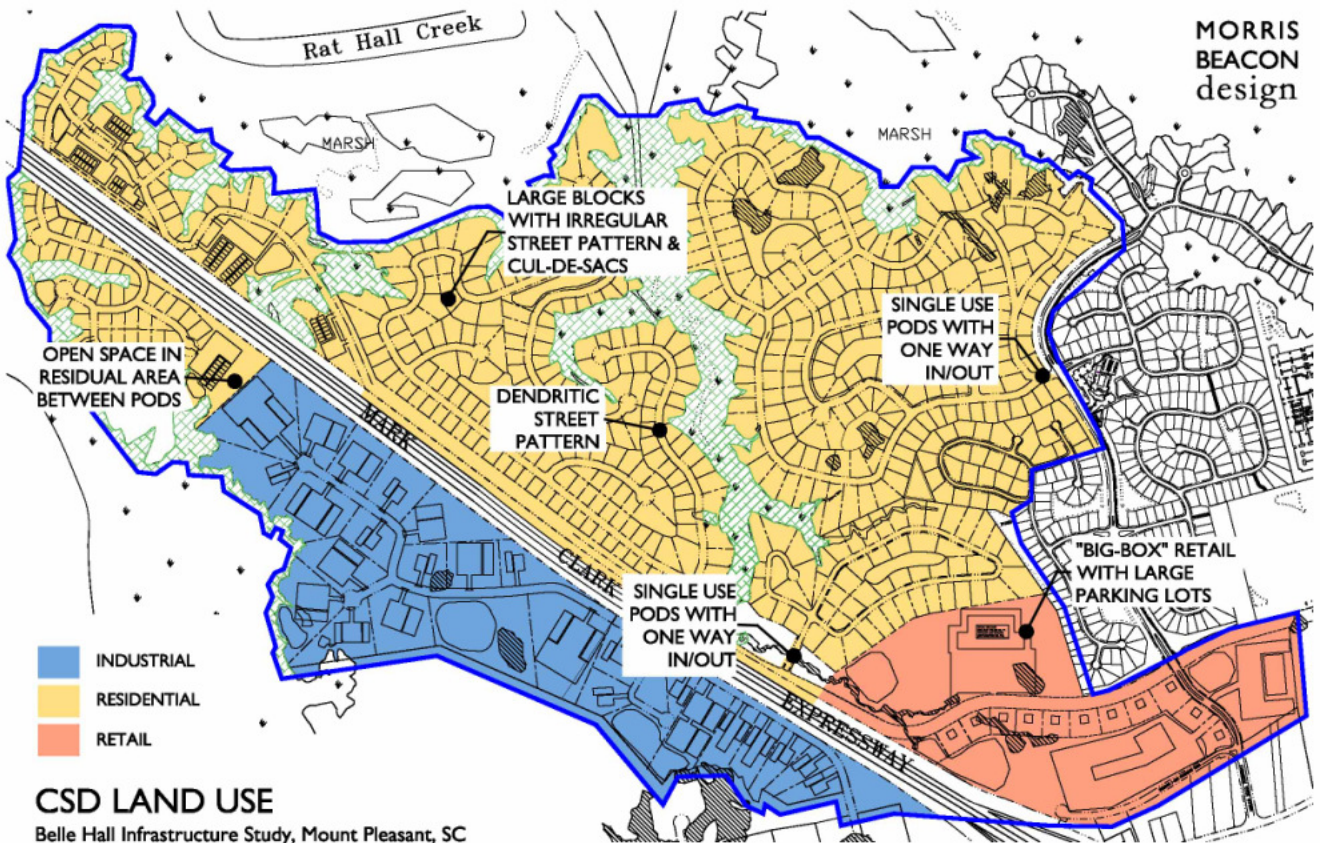 Rat Hall Creek
MORRIS
BEACON
design
MARSH
MARSH
LARGE BLOCKS
WITH IRREGULAR
STREET PATTERN &
CUL-DE-SACS
SINGLE USE
PODS WITH
ONE WAY
IN/OUT
OPEN SPACE IN
RESIDUAL AREA
BETWEEN PODS
DENDRITIC
STREET
PATTERN
MARK
CLARK
EXPRESSWAY
"BIG-BOX" RETAIL
WITH LARGE
PARKING LOTS
SINGLE USE
PODS WITH
ONE WAY
IN/OUT
INDUSTRIAL
RESIDENTIAL
RETAIL
CSD LAND USE
Belle Hall Infrastructure Study, Mount Pleasant, SC